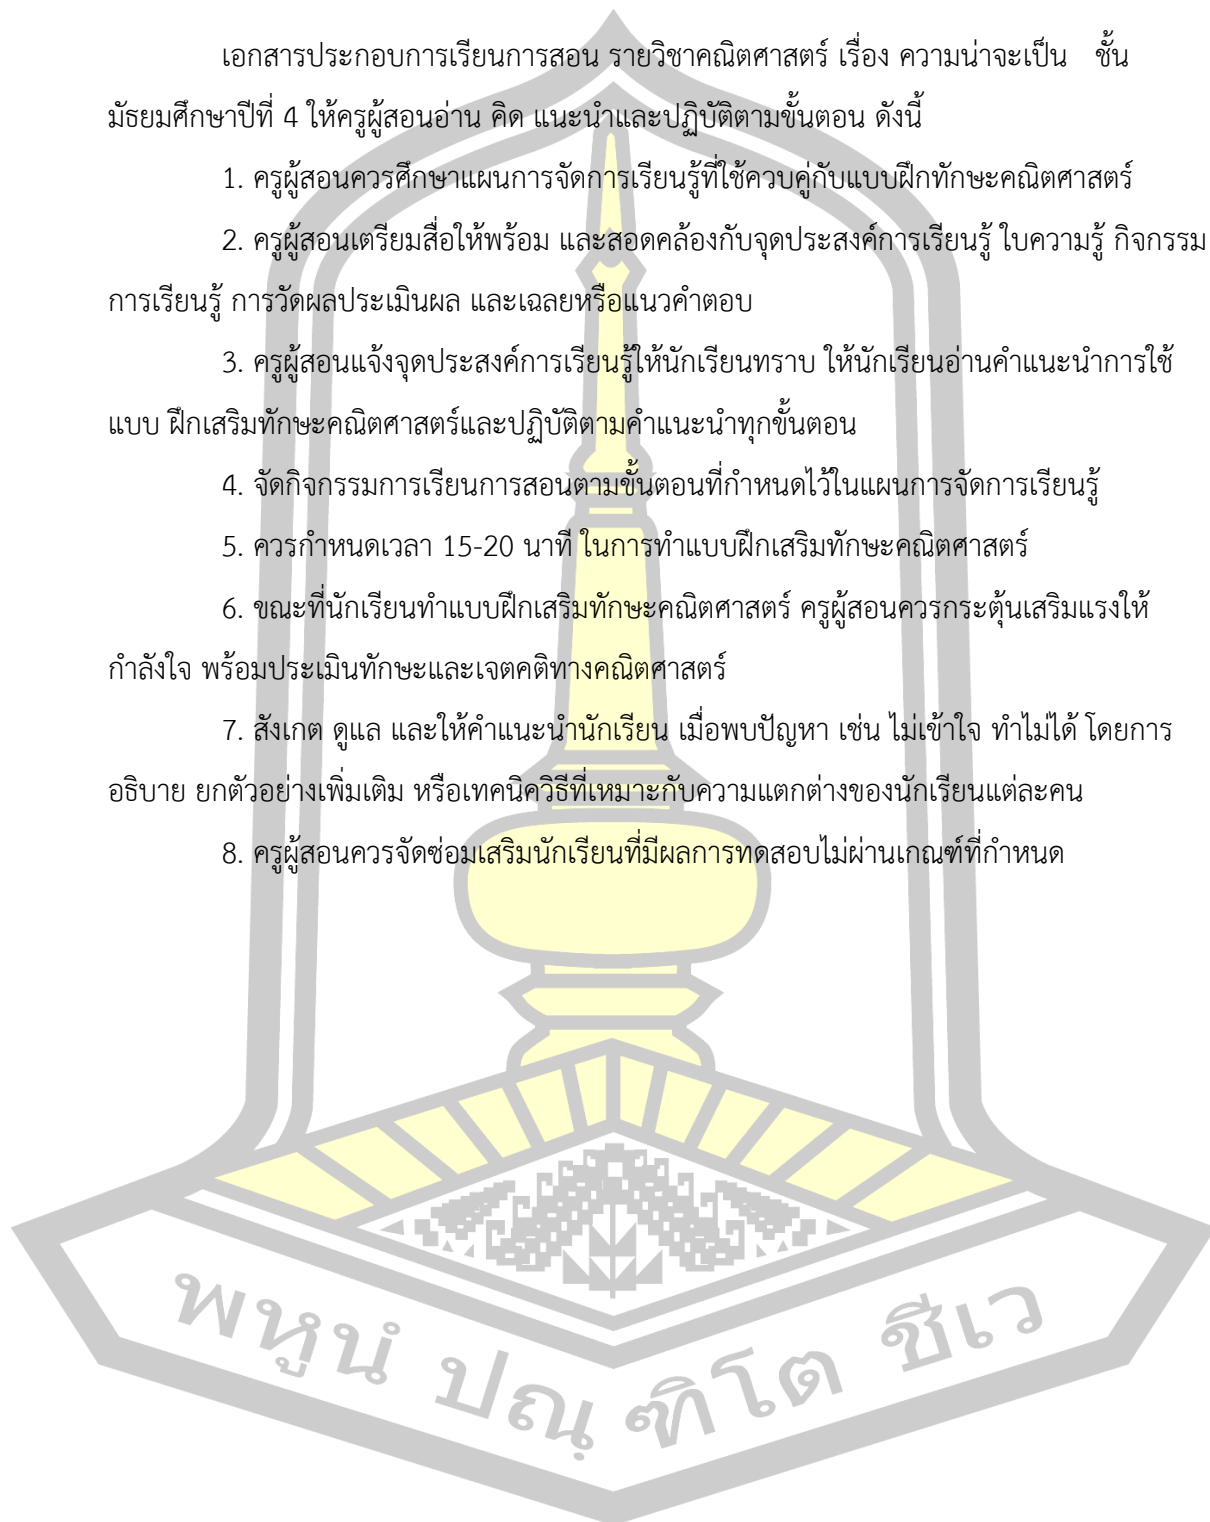 เอกสารประกอบการเรียนการสอน รายวิชาคณิตศาสตร์ เรื่อง ความน่าจะเป็น ชั้น
มัธยมศึกษาปีที่ 4 ให้ครูผู้สอนอ่าน คิด แนะนำและปฏิบัติตามขั้นตอน ดังนี้
1. ครูผู้สอนควรศึกษาแผนการจัดการเรียนรู้ที่ใช้ควบคู่กับแบบฝึกทักษะคณิตศาสตร์
2. ครูผู้สอนเตรียมสื่อให้พร้อม และสอดคล้องกับจุดประสงค์การเรียนรู้ ใบความรู้ กิจกรรม
การเรียนรู้ การวัดผลประเมินผล และเฉลยหรือแนวคำตอบ
3. ครูผู้สอนแจ้งจุดประสงค์การเรียนรู้ให้นักเรียนทราบ ให้นักเรียนอ่านคำแนะนำการใช้
แบบ ฝึกเสริมทักษะคณิตศาสตร์และปฏิบัติตามคำแนะนำทุกขั้นตอน
4. จัดกิจกรรมการเรียนการสอนตามขั้นตอนที่กำหนดไว้ในแผนการจัดการเรียนรู้
5. ควรกำหนดเวลา 15-20 นาที ในการทำแบบฝึกเสริมทักษะคณิตศาสตร์
6. ขณะที่นักเรียนทำแบบฝึกเสริมทักษะคณิตศาสตร์ ครูผู้สอนควรกระตุ้นเสริมแรงให้
กำลังใจ พร้อมประเมินทักษะและเจตคติทางคณิตศาสตร์
7. สังเกต ดูแล และให้คำแนะนำนักเรียน เมื่อพบปัญหา เช่น ไม่เข้าใจ ทำไม่ได้ โดยการ
อธิบาย ยกตัวอย่างเพิ่มเติม หรือเทคนิควิธีที่เหมาะกับความแตกต่างของนักเรียนแต่ละคน
8. ครูผู้สอนควรจัดซ่อมเสริมนักเรียนที่มีผลการทดสอบไม่ผ่านเกณฑ์ที่กำหนด
พหูนํ ปณฺฑิโต ชีเว